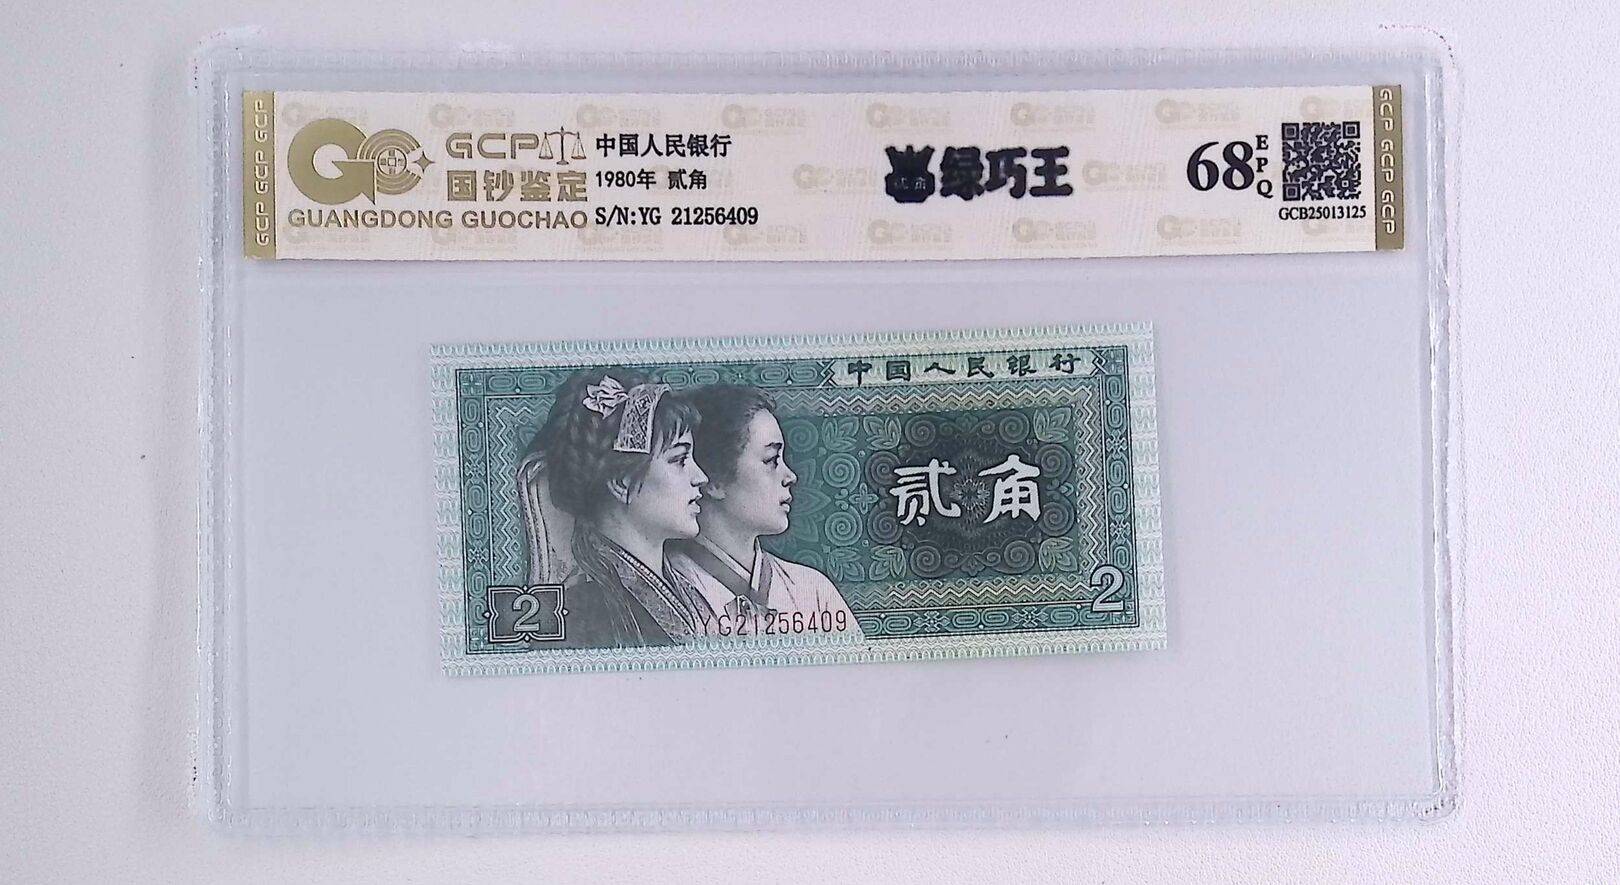 GCP
国钞鉴定
GUANGDONG GUOCHAO
中国人民银行
1980年 贰角
S/N:YG 21256409
绿巧王
68 EPQ
GCB25013125
GCP GCP GCP
GCP GCP GCP
中国人民银行
贰角
2
2
YG21256409